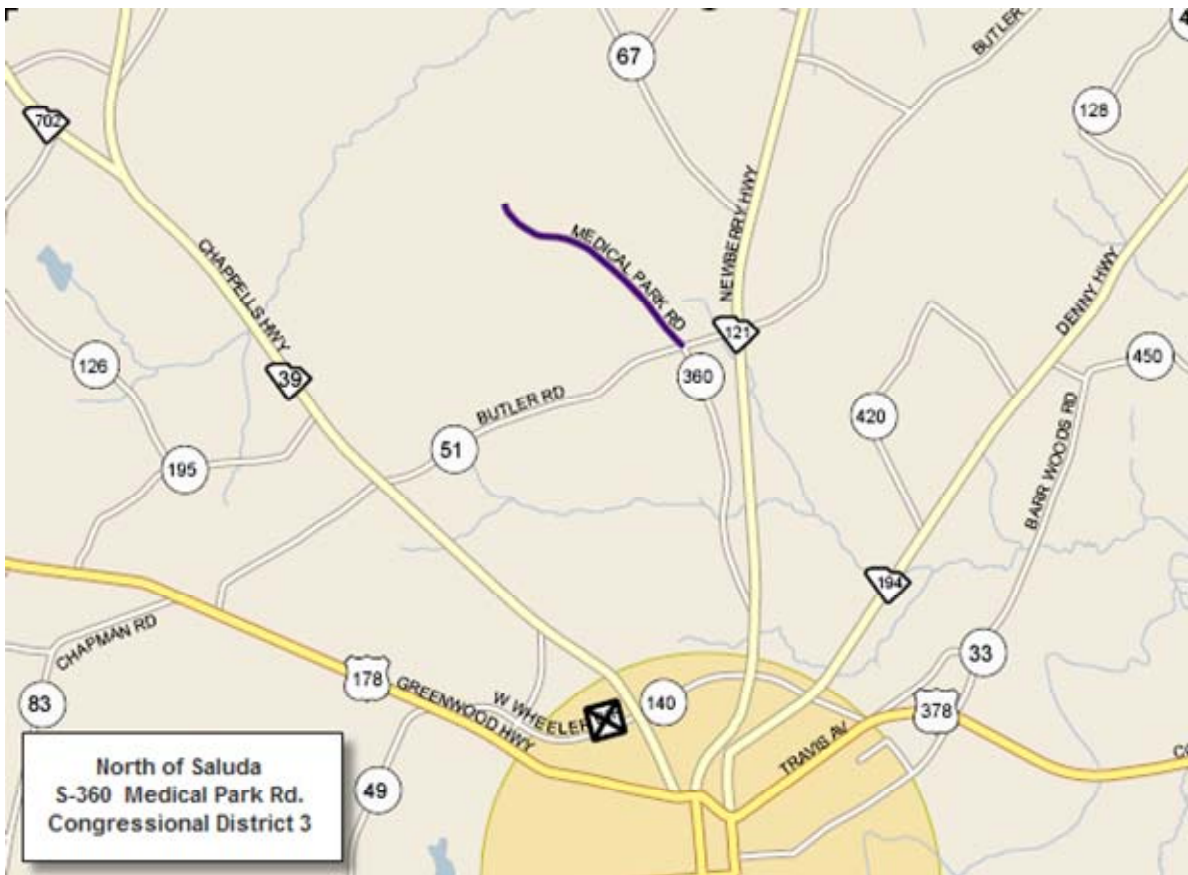 67
BUTLER
128
702
MEDICAL PARK RD
NEWBERRY HWY
CHAPPELLS HWY
DENNY HWY
121
126
39
360
450
BUTLER RD
420
BARR WOODS RD
51
195
194
CHAPMAN RD
33
178
GREENWOOD HWY
W WHEELER
140
378
83
TRAVIS AV
49
North of Saluda
S-360 Medical Park Rd.
Congressional District 3